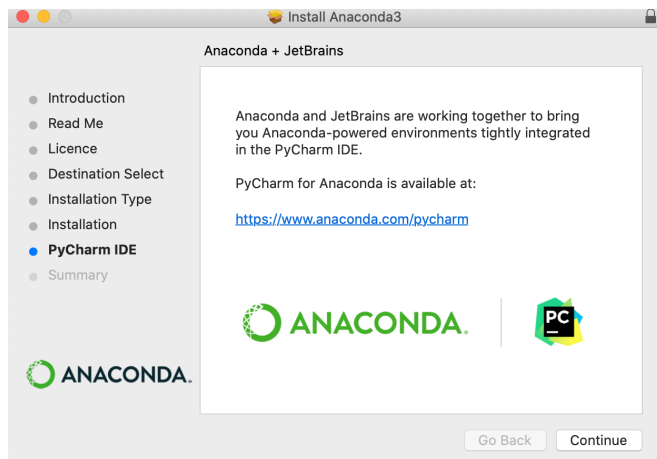 Install Anaconda3
Anaconda + JetBrains
Introduction
Read Me
Licence
Destination Select
Installation Type
Installation
PyCharm IDE
Summary
Anaconda and JetBrains are working together to bring
you Anaconda-powered environments tightly integrated
in the PyCharm IDE.
PyCharm for Anaconda is available at:
https://www.anaconda.com/pycharm
ANACONDA.
PC
ANACONDA.
Go Back
Continue